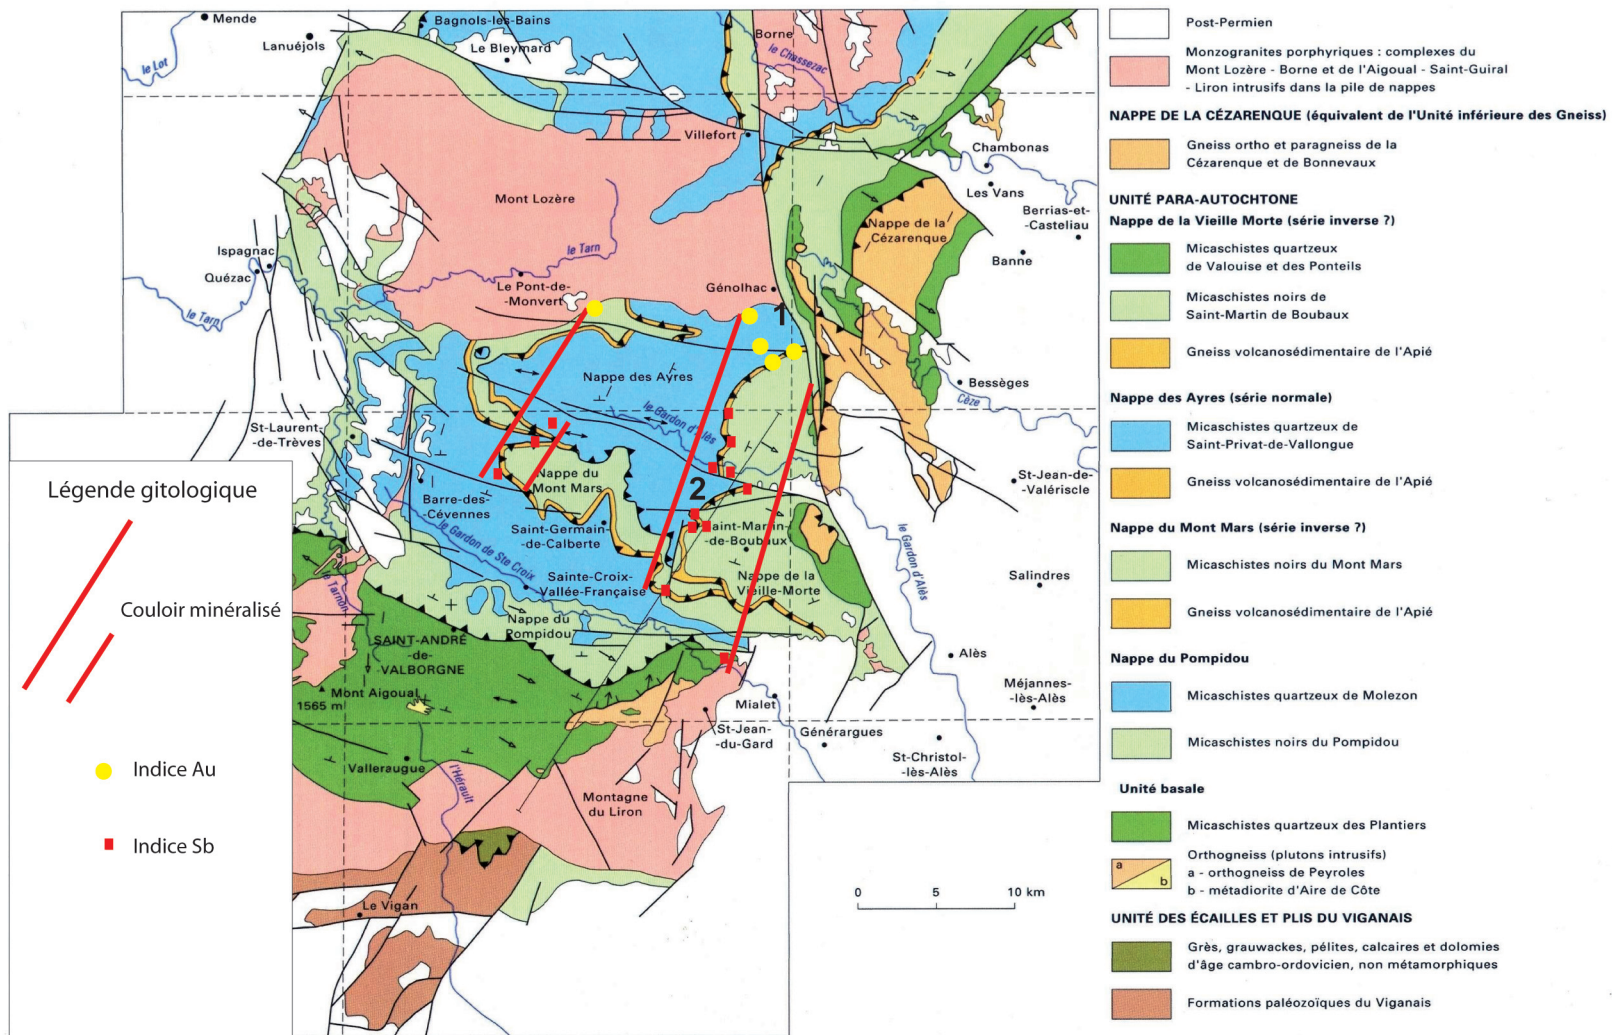 Mende
Lanuéjols
le Lot
Bagnols-les-Bains
Le Bleymard
Borne
le Chassezac
Villefort
Chambonas
Les Vans
Berrias-et-
-Casteliau
Banne
Mont Lozère
Nappe de la
Cézarenque
Ispagnac
Quézac
le Tarn
le Tarn
Le Pont-de-
-Monvert
Génolhac
1
Bessèges
Cèze
Nappe des Ayres
le Gardon d'Alès
St-Laurent-
-de-Trèves
Nappe du
Mont Mars
2
St-Jean-de-
-Valériscle
Barre-des-
-Cévennes
Saint-Germain-
-de-Calberte
Saint-Martin-
-de-Boubaux
le Gardon de Ste Croix
le Gardon d'Alès
Sainte-Croix-
Vallée-Française
Nappe de la
Vieille-Morte
Salindres
le Tarnon
Nappe du
Pompidou
SAINT-ANDRÉ
-de-
-VALBORGNE
Alès
Mont Aigoual
1565 m
Mialet
Méjannes-
-lès-Alès
St-Jean-
-du-Gard
Générargues
St-Christol-
-lès-Alès
Valleraugue
l'Hérault
Montagne
du Liron
Le Vigan
0 5 10 km
Légende gitologique
Couloir minéralisé
Indice Au
Indice Sb
Post-Permien
Monzogranites porphyriques : complexes du
Mont Lozère - Borne et de l'Aigoual - Saint-Guiral
- Liron intrusifs dans la pile de nappes
NAPPE DE LA CÉZARENQUE (équivalent de l'Unité inférieure des Gneiss)
Gneiss ortho et paragneiss de la
Cézarenque et de Bonnevaux
UNITÉ PARA-AUTOCHTONE
Nappe de la Vieille Morte (série inverse ?)
Micaschistes quartzeux
de Valouise et des Ponteils
Micaschistes noirs de
Saint-Martin de Boubaux
Gneiss volcanosédimentaire de l'Apié
Nappe des Ayres (série normale)
Micaschistes quartzeux de
Saint-Privat-de-Vallongue
Gneiss volcanosédimentaire de l'Apié
Nappe du Mont Mars (série inverse ?)
Micaschistes noirs du Mont Mars
Gneiss volcanosédimentaire de l'Apié
Nappe du Pompidou
Micaschistes quartzeux de Molezon
Micaschistes noirs du Pompidou
Unité basale
Micaschistes quartzeux des Plantiers
a
b
Orthogneiss (plutons intrusifs)
a - orthogneiss de Peyroles
b - métadiorite d'Aire de Côte
UNITÉ DES ÉCAILLES ET PLIS DU VIGANAIS
Grès, grauwackes, pélites, calcaires et dolomies
d'âge cambro-ordovicien, non métamorphiques
Formations paléozoïques du Viganais